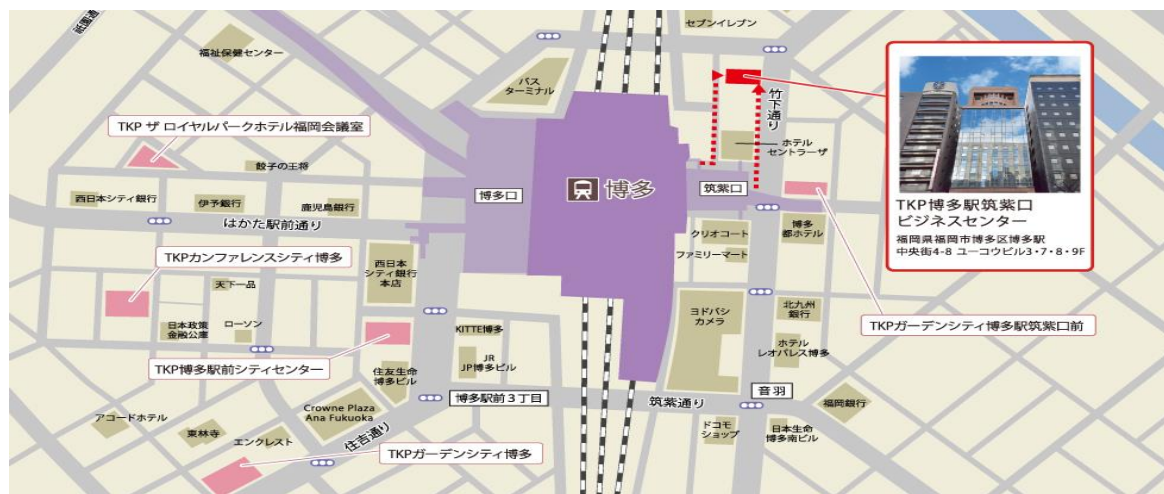 祇園通
福祉保健センター
セブンイレブン
バス
ターミナル
竹下通り
TKP ザ ロイヤルパークホテル福岡会議室
ホテル
セントラーザ
餃子の王将
博多口
博多
筑紫口
西日本シティ銀行
伊予銀行
鹿児島銀行
はかた駅前通り
TKP博多駅筑紫口
ビジネスセンター
福岡県福岡市博多区博多駅
中央街4-8 ユーコウビル3・7・8・9F
クリオコート
博多
都ホテル
ファミリーマート
TKPカンファレンスシティ博多
西日本
シティ銀行
本店
天下一品
日本政策
金融公庫
ローソン
KITTE博多
ヨドバシ
カメラ
北九州
銀行
TKPガーデンシティ博多駅筑紫口前
TKP博多駅前シティセンター
住友生命
博多ビル
JR
JP博多ビル
ホテル
レオパレス博多
博多駅前3丁目
筑紫通り
音羽
福岡銀行
アコードホテル
東林寺
エンクレスト
Crowne Plaza
Ana Fukuoka
住吉通り
ドコモ
ショップ
日本生命
博多南ビル
TKPガーデンシティ博多